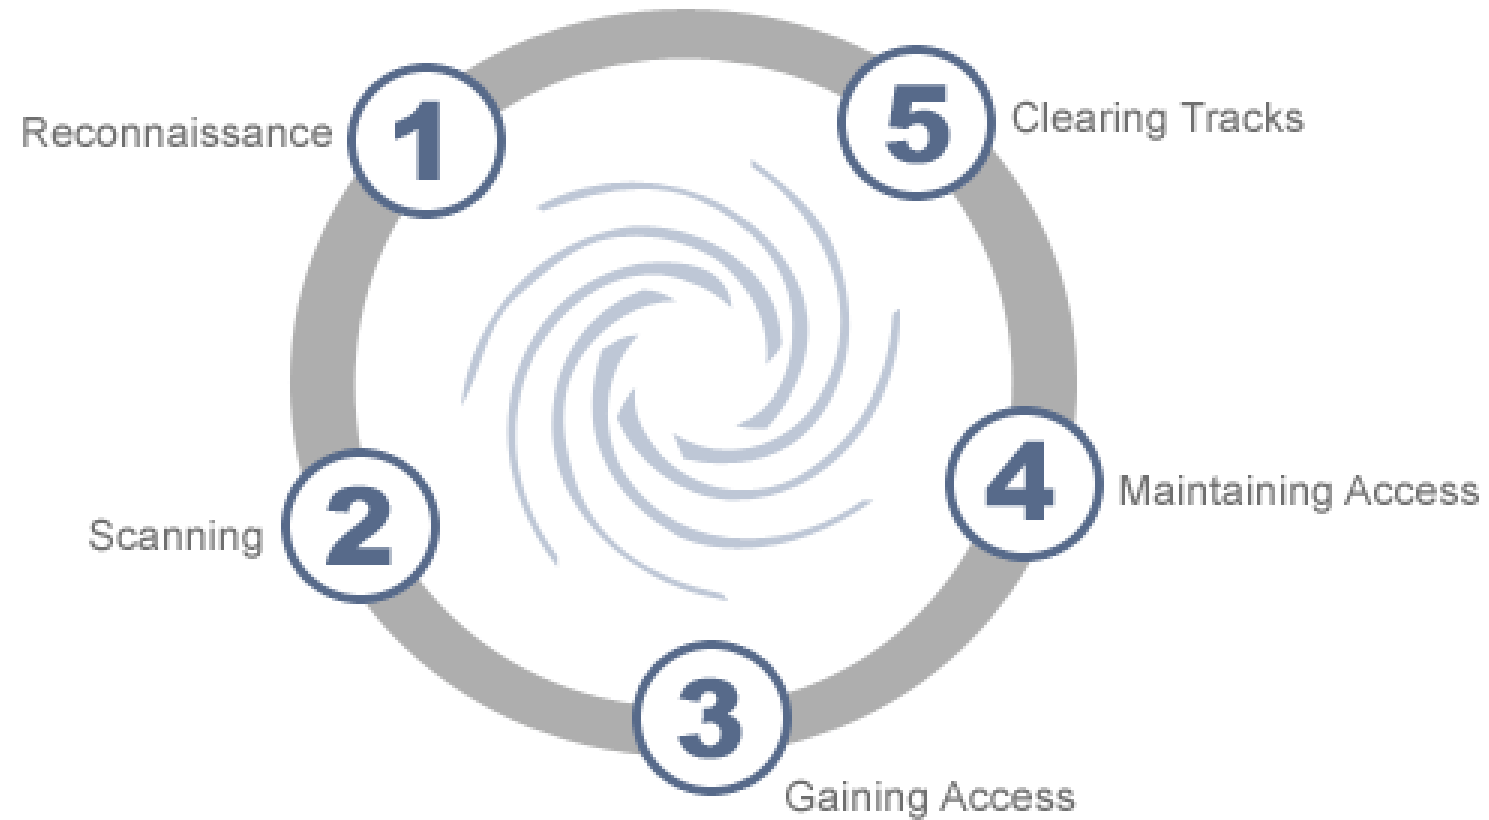 1
Reconnaissance
2
Scanning
3
Gaining Access
4
Maintaining Access
5
Clearing Tracks